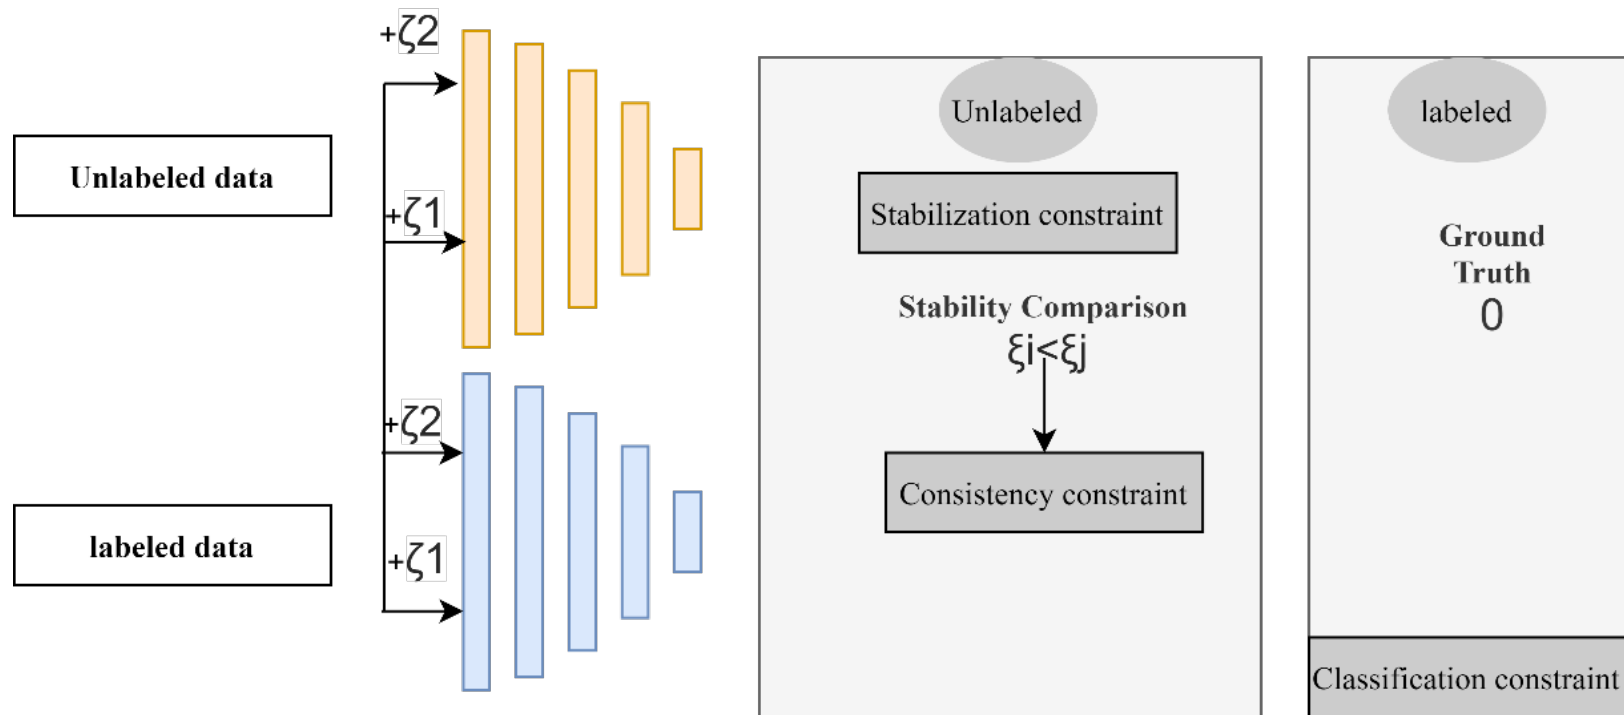 +ζ2
Unlabeled data
+ζ1
+ζ2
labeled data
+ζ1
Unlabeled
Stabilization constraint
Stability Comparison
ξi<ξj
Consistency constraint
labeled
Ground
Truth
0
Classification constraint